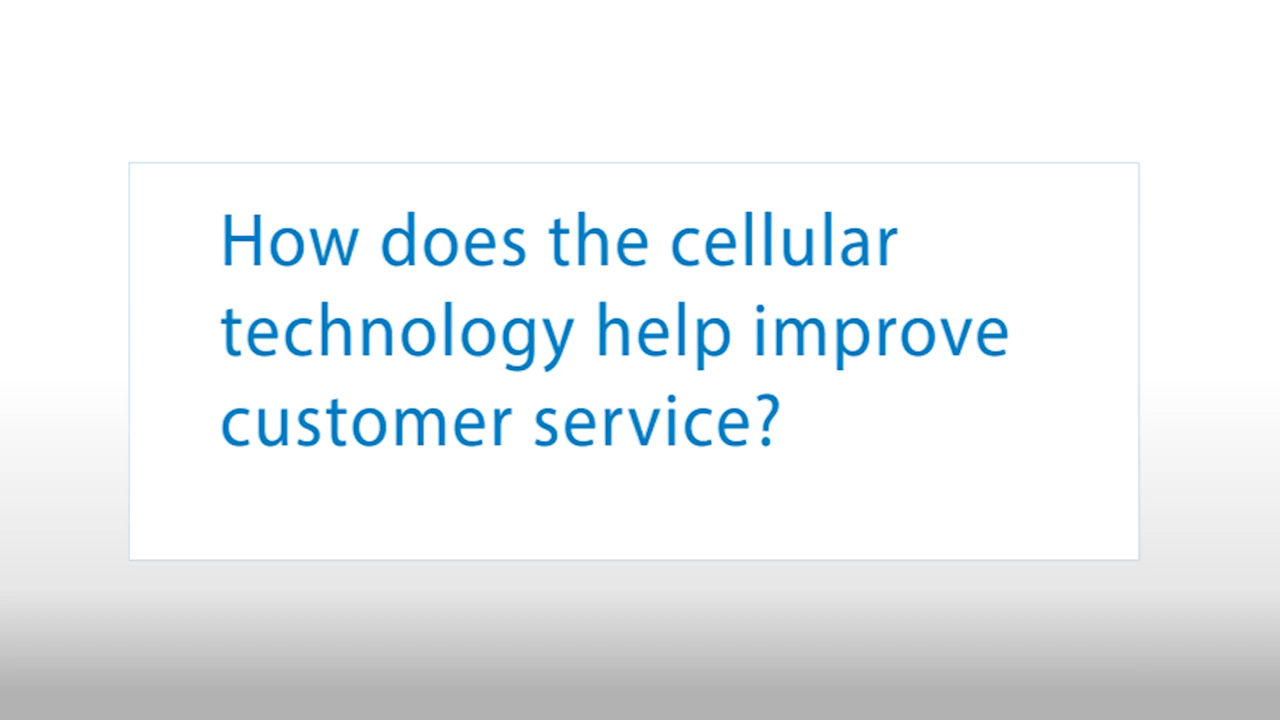 How does the cellular
technology help improve
customer service?